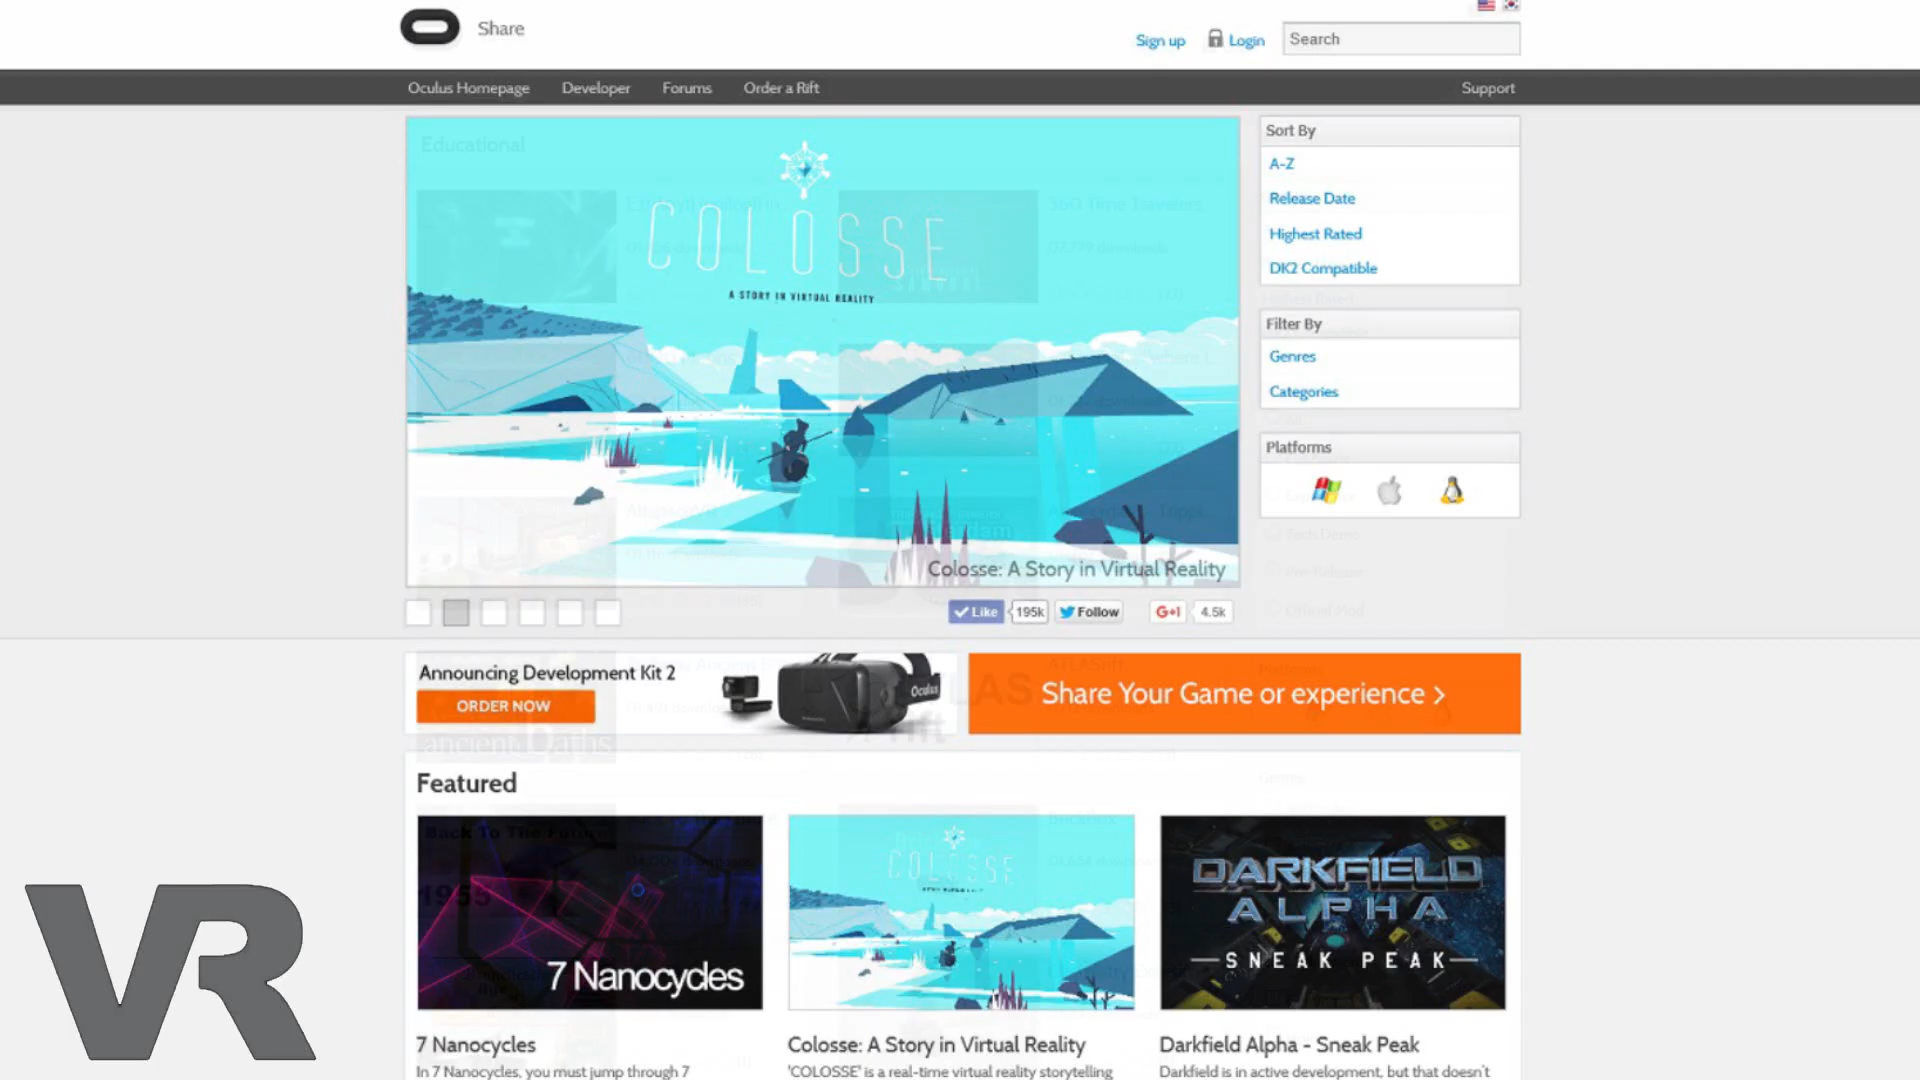 Share
Sign up
Login
Search
Oculus Homepage
Developer
Forums
Order a Rift
Support
Educational
COLOSSE
A STORY IN VIRTUAL REALITY
Colosse: A Story in Virtual Reality
Sort By
A-Z
Release Date
Highest Rated
DK2 Compatible
Filter By
Genres
Categories
Platforms
Like
195k
Follow
G+1
4.5k
Announcing Development Kit 2
ORDER NOW
Oculus
Share Your Game or experience >
Featured
7 Nanocycles
COLOSSE
DARKFIELD
ALPHA
SNEAK PEAK
7 Nanocycles
Colosse: A Story in Virtual Reality
Darkfield Alpha - Sneak Peak
In 7 Nanocycles, you must jump through 7
'COLOSSE' is a real-time virtual reality storytelling
Darkfield is in active development, but that doesn't
VR